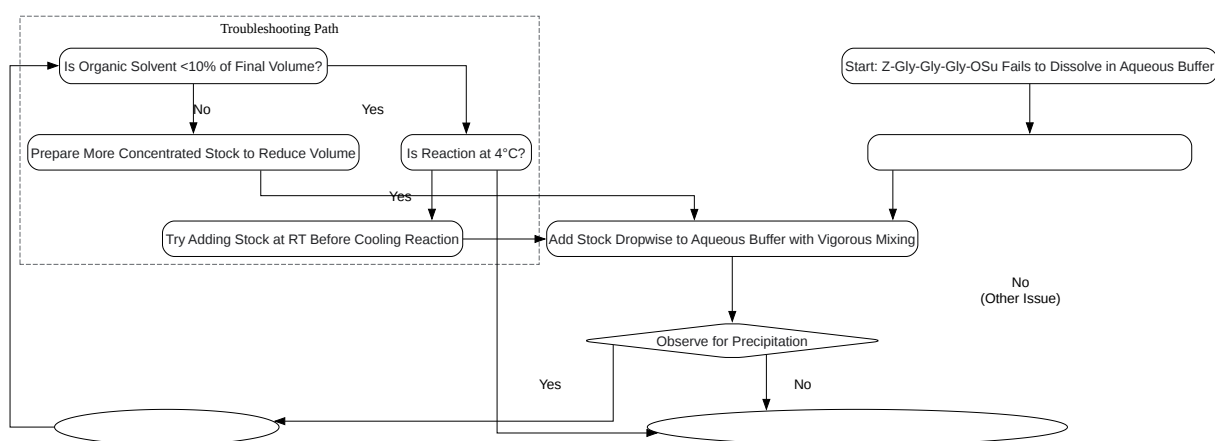 Troubleshooting Path
Is Organic Solvent <10% of Final Volume?
Start: Z-Gly-Gly-Gly-OSu Fails to Dissolve in Aqueous Buffer
No
Yes
Prepare More Concentrated Stock to Reduce Volume
Is Reaction at 4°C?
Yes
Try Adding Stock at RT Before Cooling Reaction
Add Stock Dropwise to Aqueous Buffer with Vigorous Mixing
No
(Other Issue)
Observe for Precipitation
Yes
No